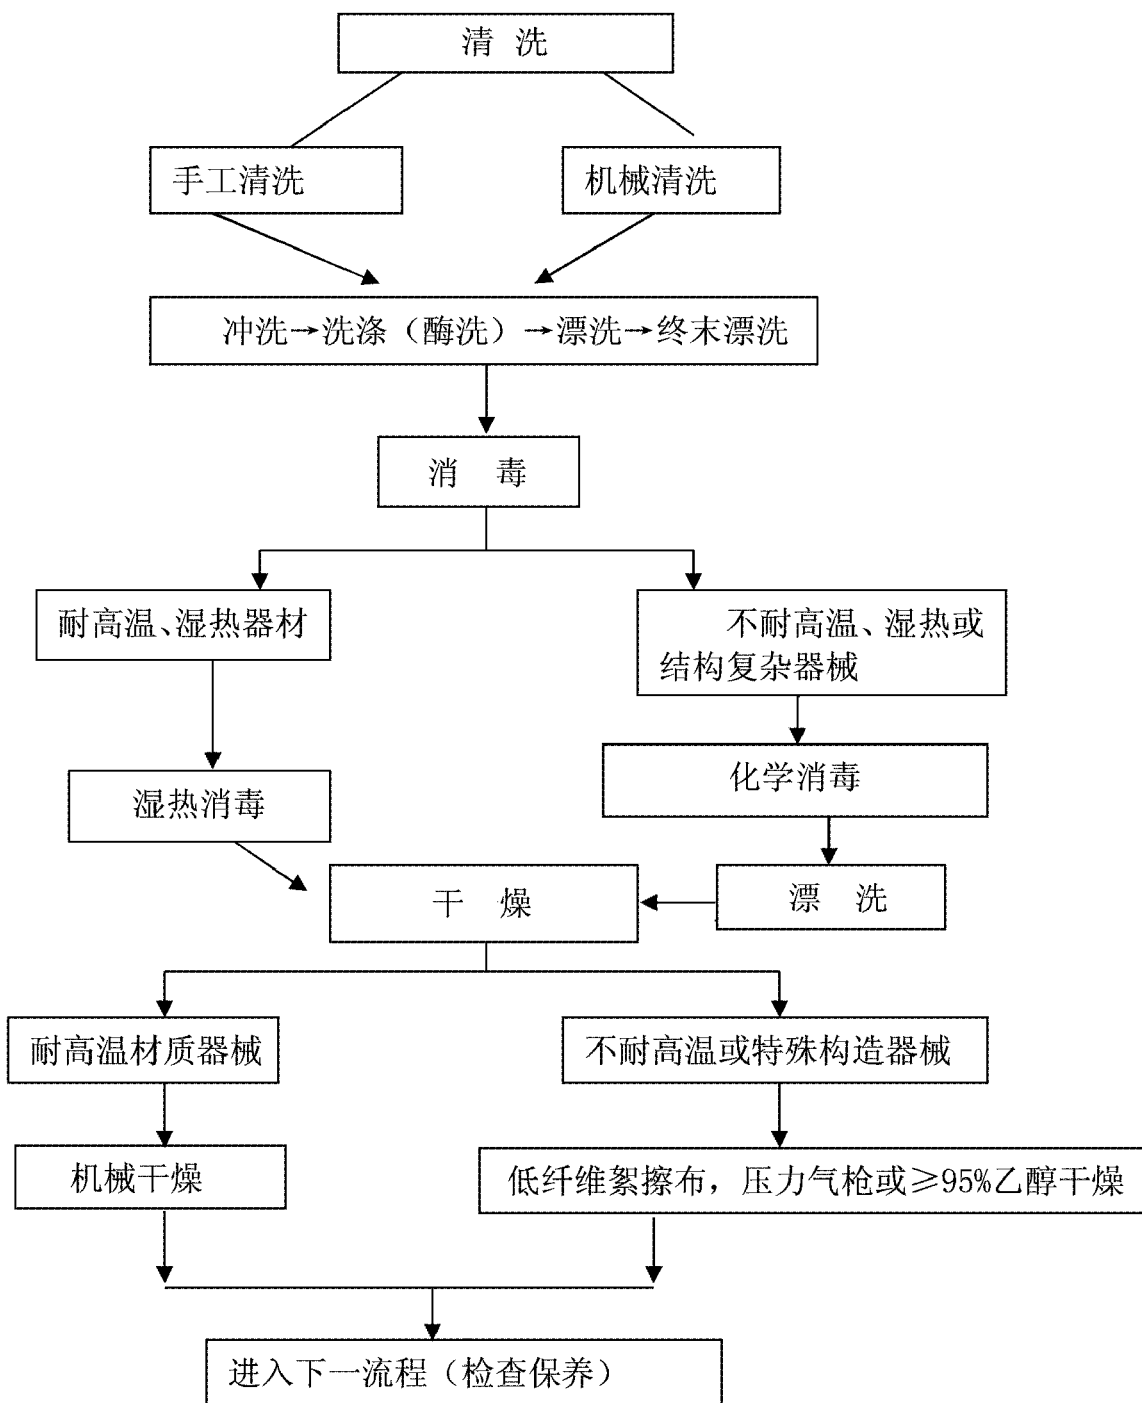 清 洗
手工清洗
机械清洗
冲洗→洗涤（酶洗）→漂洗→终末漂洗
消 毒
耐高温、湿热器材
不耐高温、湿热或
结构复杂器械
湿热消毒
化学消毒
干 燥
漂 洗
耐高温材质器械
不耐高温或特殊构造器械
机械干燥
低纤维絮擦布，压力气枪或≥95%乙醇干燥
进入下一流程（检查保养）